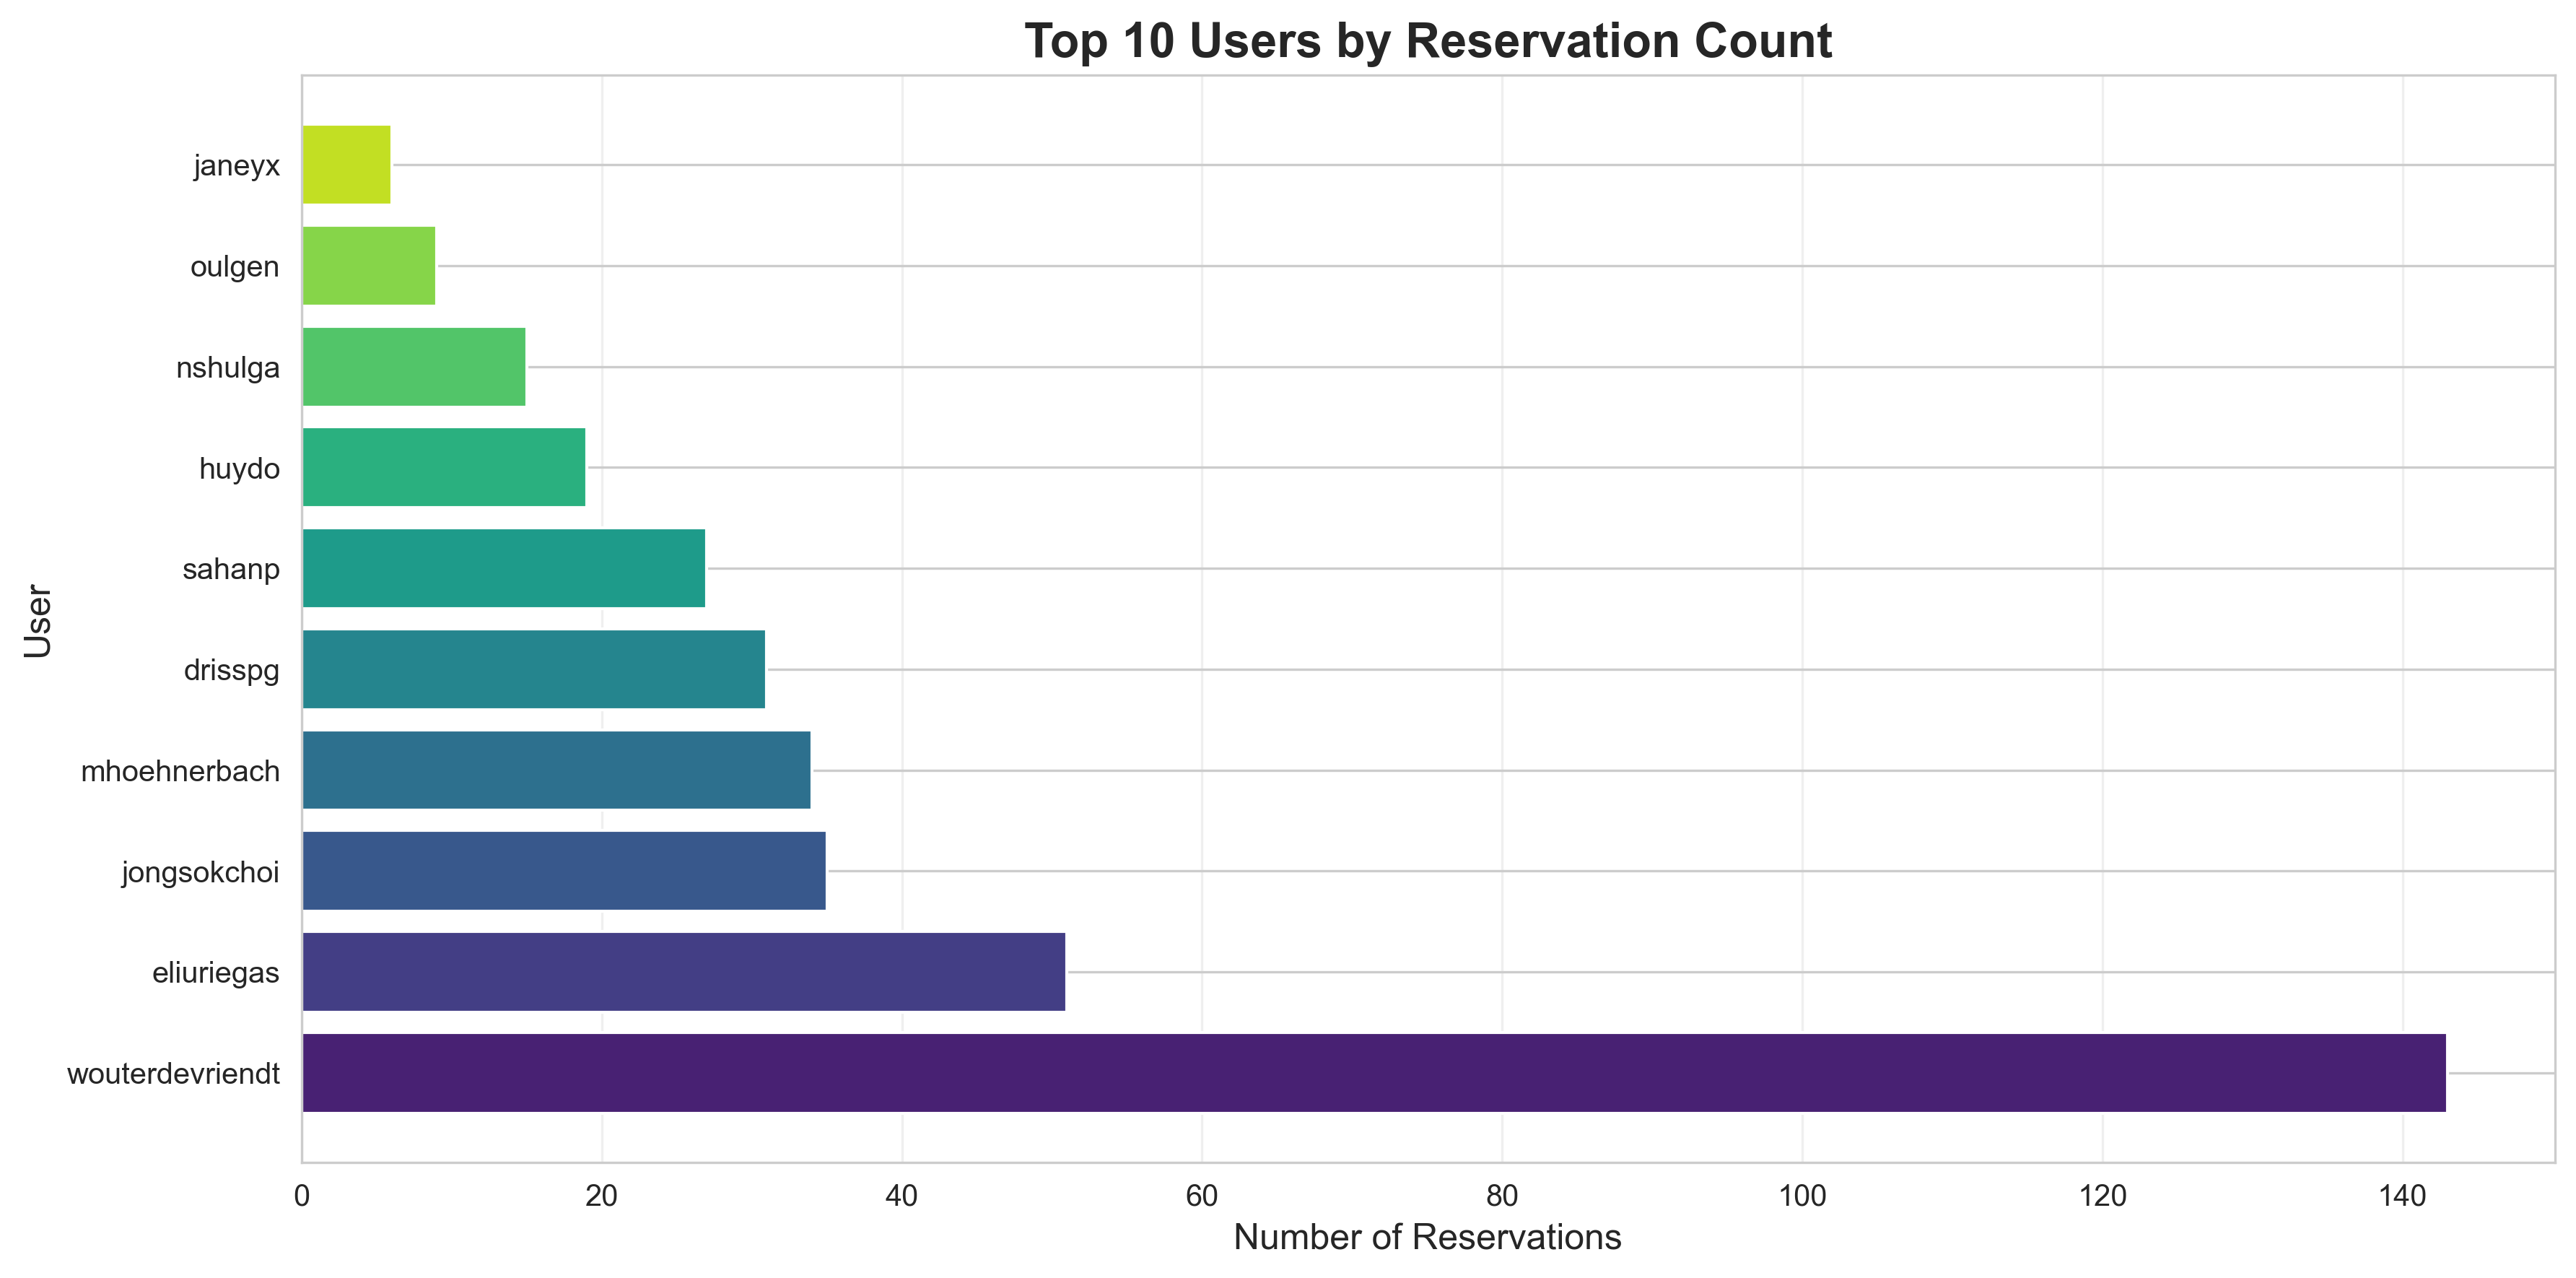 Top 10 Users by Reservation Count
janeyx
oulgen
nshulga
huydo
sahanp
drisspg
mhoehnerbach
jongsokchoi
eliuriegas
wouterdevriendt
User
0 20 40 60 80 100 120 140
Number of Reservations